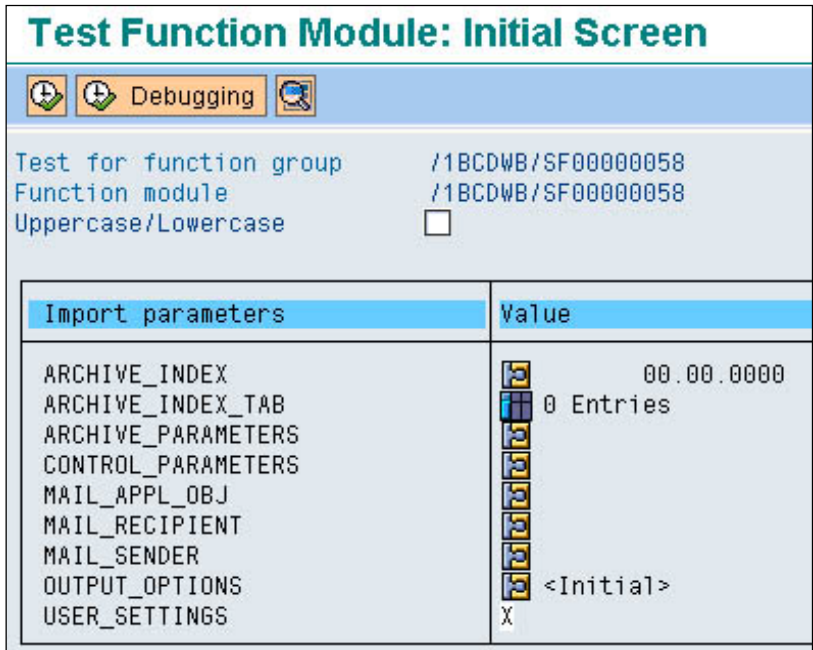 Test Function Module: Initial Screen
Debugging
Test for function group /1BCDWB/SF00000058
Function module /1BCDWB/SF00000058
Uppercase/Lowercase
Import parameters Value
ARCHIVE_INDEX 00.00.0000
ARCHIVE_INDEX_TAB 0 Entries
ARCHIVE_PARAMETERS
CONTROL_PARAMETERS
MAIL_APPL_OBJ
MAIL_RECIPIENT
MAIL_SENDER
OUTPUT_OPTIONS <Initial>
USER_SETTINGS X